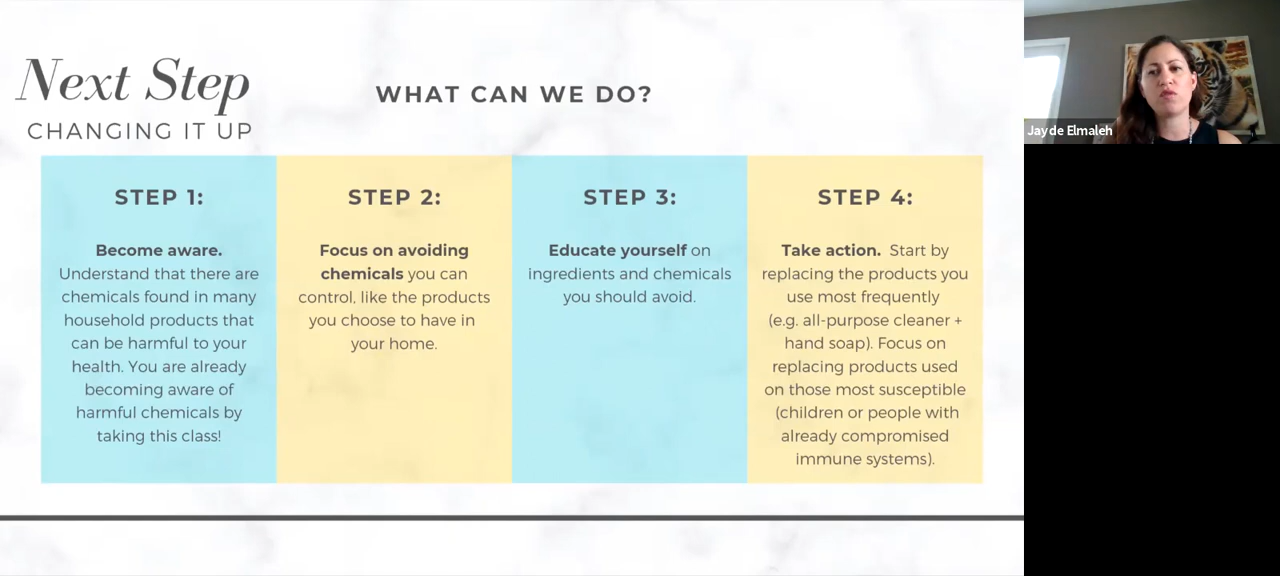 Next Step
CHANGING IT UP
WHAT CAN WE DO?
STEP 1:
Become aware.
Understand that there are
chemicals found in many
household products that
can be harmful to your
health. You are already
becoming aware of
harmful chemicals by
taking this class!
STEP 2:
Focus on avoiding
chemicals you can
control, like the products
you choose to have in
your home.
STEP 3:
Educate yourself on
ingredients and chemicals
you should avoid.
STEP 4:
Take action. Start by
replacing the products you
use most frequently
(e.g. all-purpose cleaner +
hand soap). Focus on
replacing products used
on those most susceptible
(children or people with
already compromised
immune systems).
Jayde Elmaleh